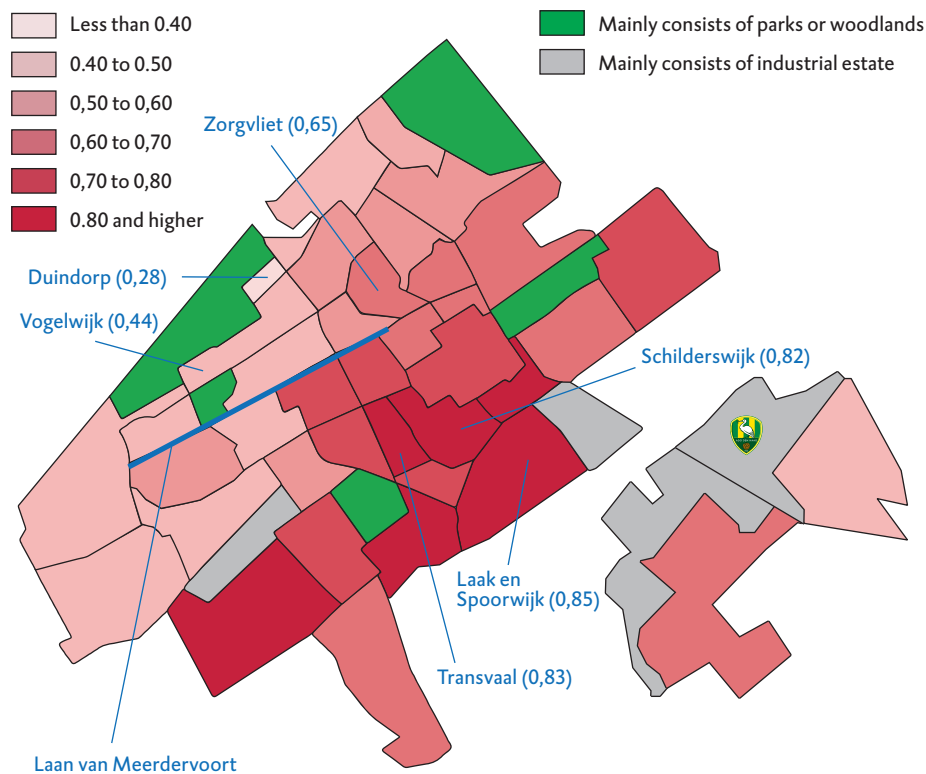 Less than 0.40
0.40 to 0.50
0,50 to 0,60
0,60 to 0,70
0,70 to 0,80
0.80 and higher
Mainly consists of parks or woodlands
Mainly consists of industrial estate
Zorgvliet (0,65)
Duindorp (0,28)
Vogelwijk (0,44)
Schilderswijk (0,82)
Laak en
Spoorwijk (0,85)
Transvaal (0,83)
Laan van Meerdervoort